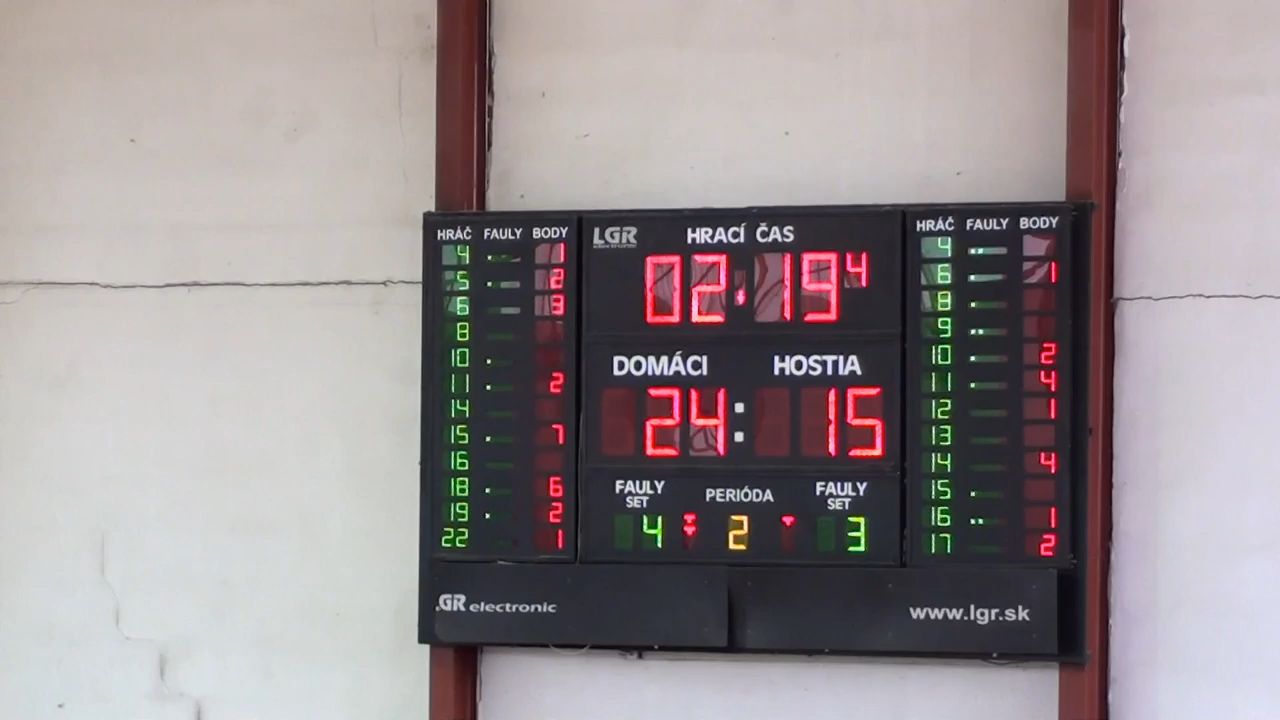 HRÁČ FAULY BODY
4 1
5 2
6 3
8
10
11 2
14
15 7
16
18 6
19 2
22 1
LGR
HRACÍ ČAS
02:19 4
DOMÁCI HOSTIA
24:15
FAULY SET PERIÓDA FAULY SET
4 2 3
HRÁČ FAULY BODY
4
6 1
8
9
10 2
11 4
12 1
13
14 4
15
16 1
17 2
.GR electronic
www.lgr.sk